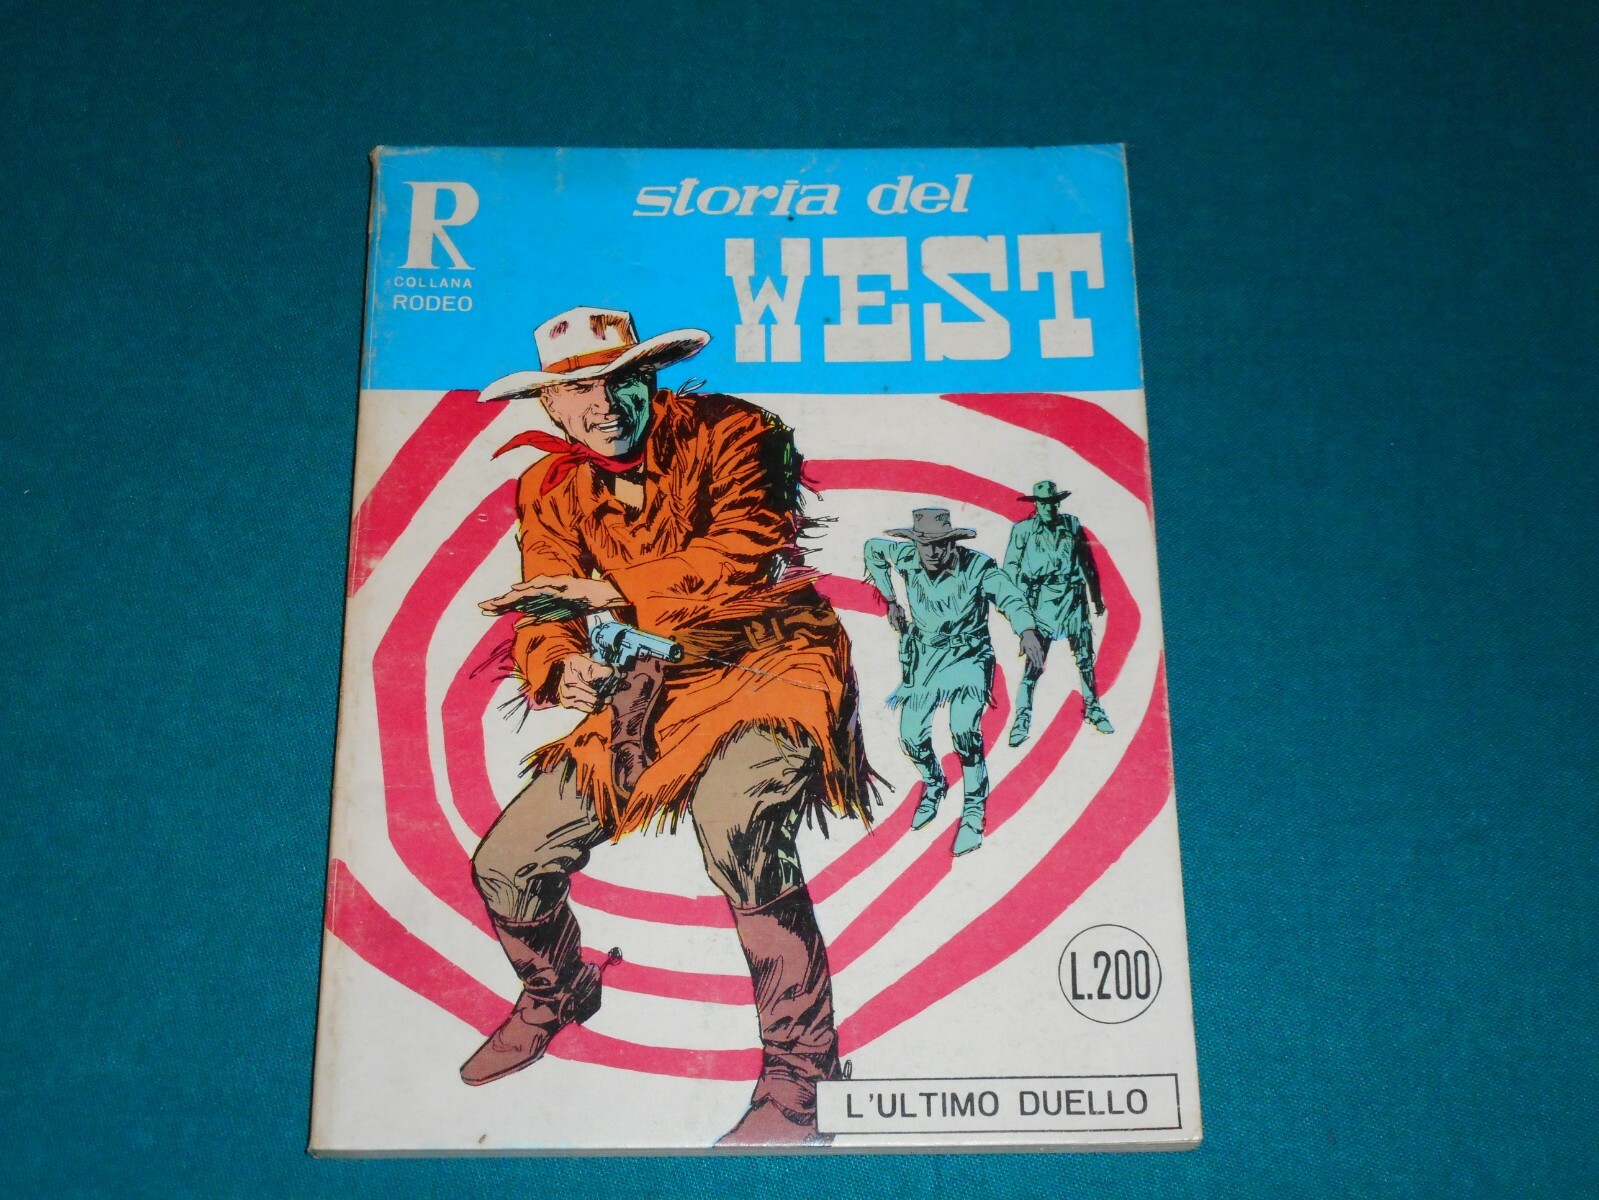 R
COLLANA
RODEO
storia del
WEST
L.200
L'ULTIMO DUELLO